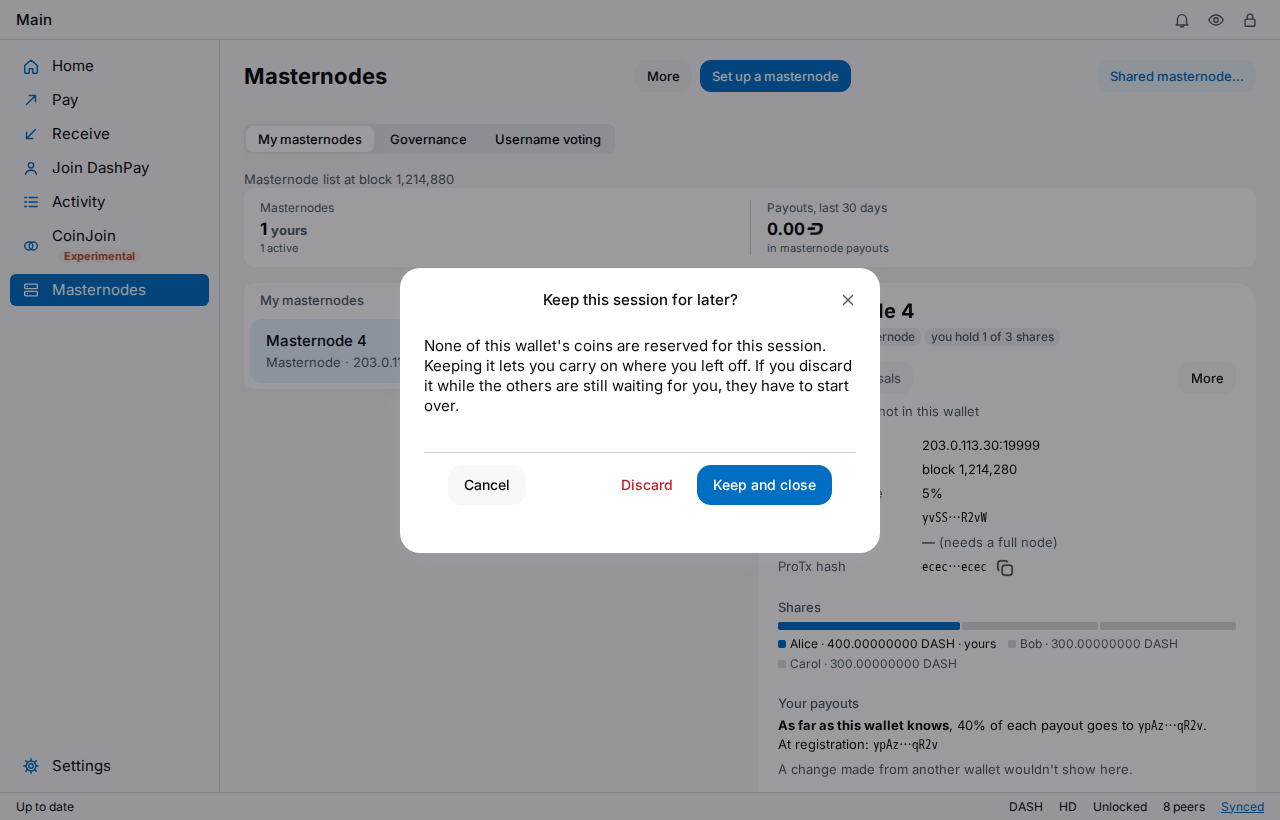 Main
Home
Pay
Receive
Join DashPay
Activity
CoinJoin
Experimental
Masternodes
Settings
Masternodes
More
Set up a masternode
Shared masternode...
My masternodes
Governance
Username voting
Masternode list at block 1,214,880
Masternodes
1 yours
1 active
Payouts, last 30 days
0.00
in masternode payouts
My masternodes
Masternode 4
Masternode · 203.0.11
4
you hold 1 of 3 shares
More
not in this wallet
203.0.113.30:19999
block 1,214,280
5%
yvSS···R2vW
— (needs a full node)
ProTx hash
ecec···ecec
Shares
Alice · 400.00000000 DASH · yours
Bob · 300.00000000 DASH
Carol · 300.00000000 DASH
Your payouts
As far as this wallet knows, 40% of each payout goes to ypAz···qR2v.
At registration: ypAz···qR2v
A change made from another wallet wouldn't show here.
Keep this session for later?
None of this wallet's coins are reserved for this session.
Keeping it lets you carry on where you left off. If you discard
it while the others are still waiting for you, they have to start
over.
Cancel
Discard
Keep and close
Up to date
DASH
HD
Unlocked
8 peers
Synced